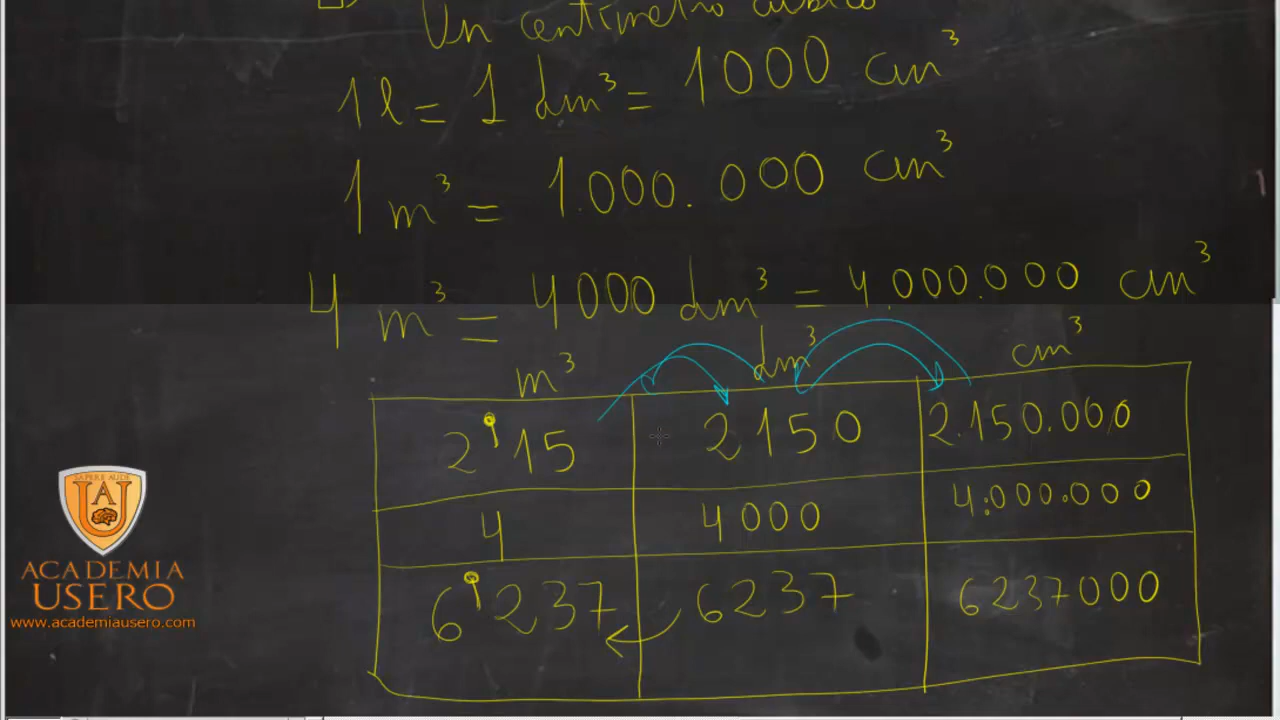 Un centímetro cúbico
1 l = 1 dm³ = 1000 cm³
1 m³ = 1.000.000 cm³
4 m³ = 4000 dm³ = 4.000.000 cm³
m³ dm³ cm³
2'15 2150 2.150.000
4 4000 4.000.000
6'237 6237 6237000
SAPERE AUDE
UA
ACADEMIA
USERO
www.academiausero.com